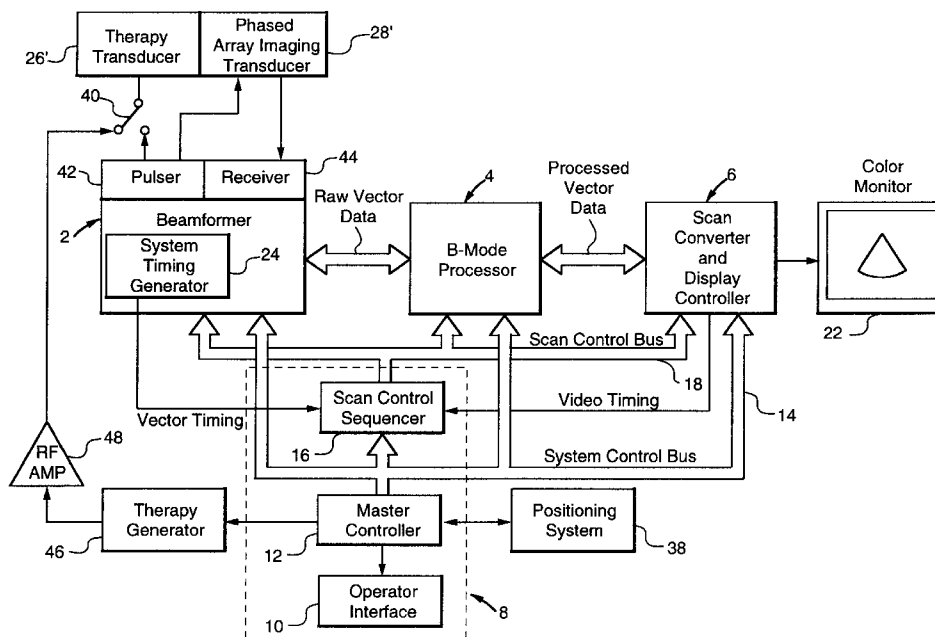 Therapy
Transducer
26'
Phased
Array Imaging
Transducer
28'
40
42
Pulser
Receiver
44
2
Beamformer
System
Timing
Generator
24
Raw Vector
Data
4
B-Mode
Processor
Processed
Vector
Data
6
Scan
Converter
and
Display
Controller
Color
Monitor
22
Scan Control Bus
18
Vector Timing
Scan Control
Sequencer
16
Video Timing
14
48
RF
AMP
System Control Bus
Therapy
Generator
46
Master
Controller
12
Positioning
System
38
Operator
Interface
10
8